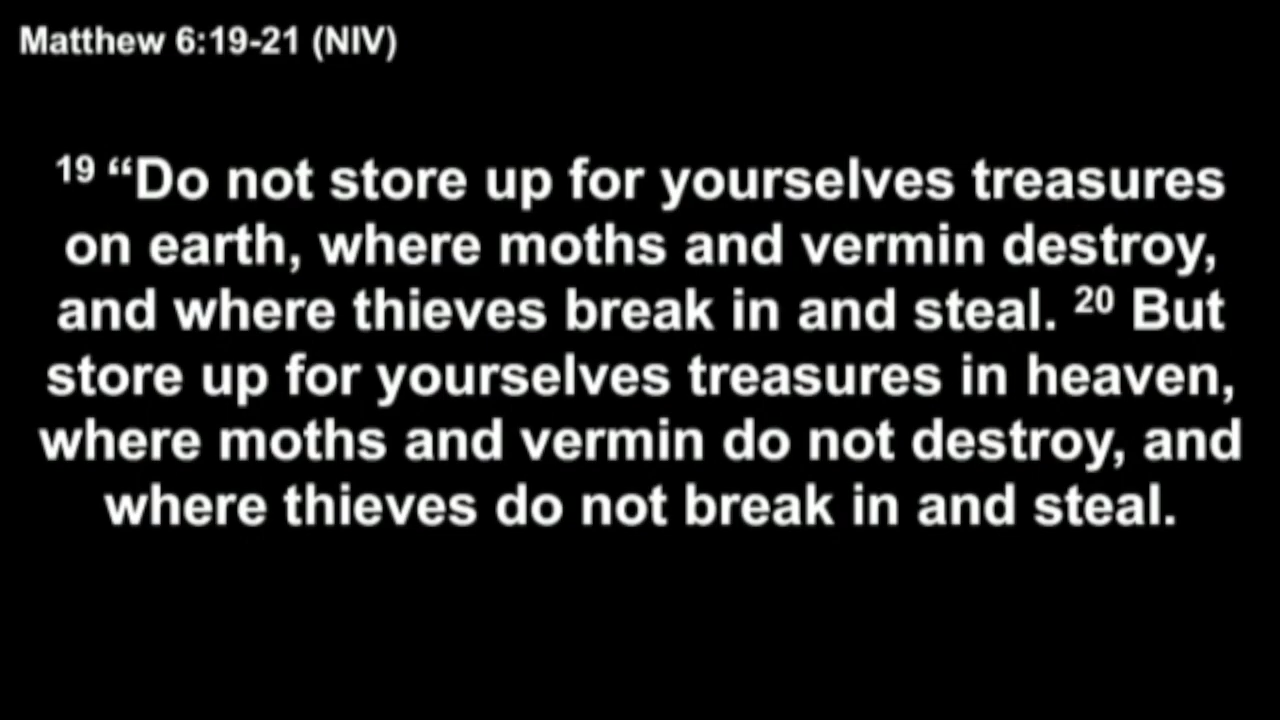 Matthew 6:19-21 (NIV)
19 “Do not store up for yourselves treasures
on earth, where moths and vermin destroy,
and where thieves break in and steal. 20 But
store up for yourselves treasures in heaven,
where moths and vermin do not destroy, and
where thieves do not break in and steal.